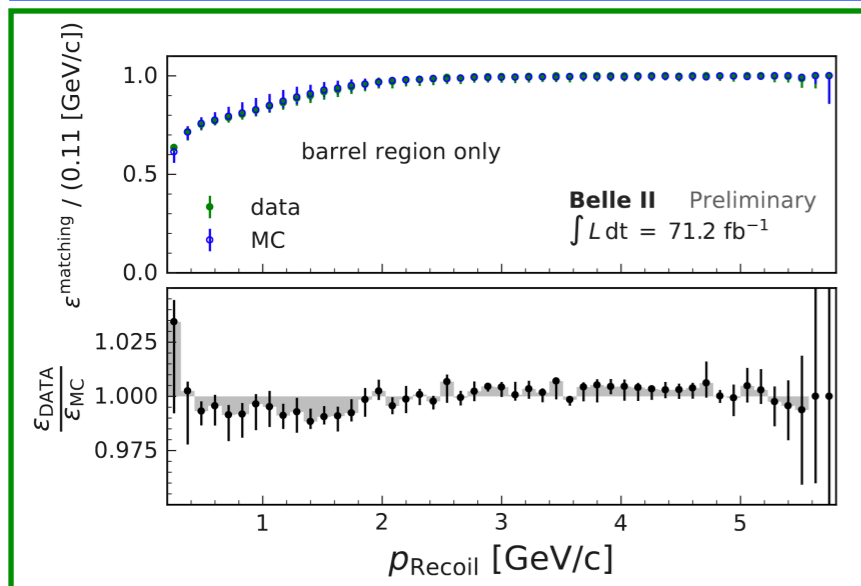 ε^matching / (0.11 [GeV/c])
1.0
0.5
0.0
barrel region only
data
MC
Belle II Preliminary
∫ L dt = 71.2 fb⁻¹
ε_DATA / ε_MC
1.025
1.000
0.975
1 2 3 4 5
p_Recoil [GeV/c]